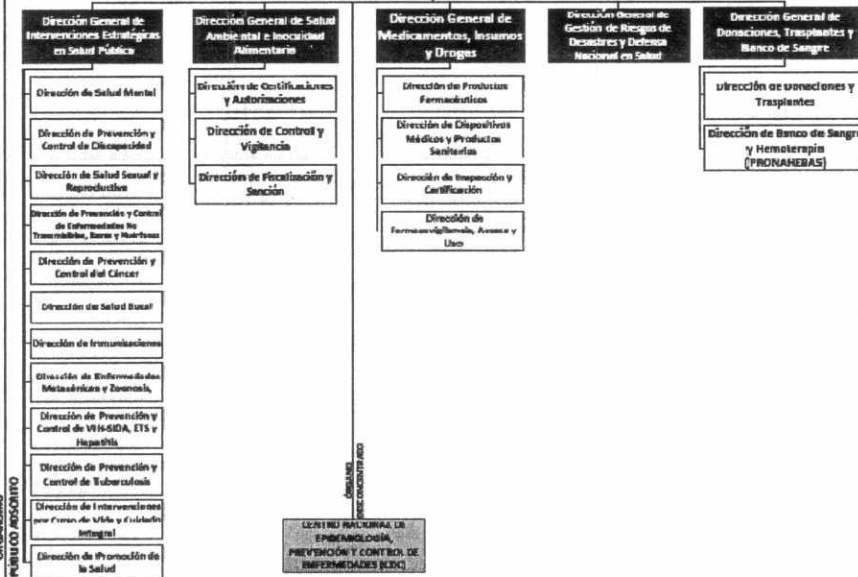 Dirección General de
Intervenciones Estratégicas
en Salud Pública
Dirección de Salud Mental
Dirección de Prevención y
Control de Discapacidad
Dirección de Salud Sexual y
Reproductiva
Dirección de Prevención y Control
de Enfermedades No
Transmisibles, Raras y Huérfanas
Dirección de Prevención y
Control del Cáncer
Dirección de Salud Bucal
Dirección de Inmunizaciones
Dirección de Enfermedades
Metaxénicas y Zoonosis,
Dirección de Prevención y
Control de VIH-SIDA, ETS y
Hepatitis
Dirección de Prevención y
Control de Tuberculosis
Dirección de Intervenciones
por Curso de Vida y Cuidado
Integral
Dirección de Promoción de
la Salud
Dirección General de Salud
Ambiental e Inocuidad
Alimentaria
Dirección de Certificaciones
y Autorizaciones
Dirección de Control y
Vigilancia
Dirección de Fiscalización y
Sanción
Dirección General de
Medicamentos, Insumos
y Drogas
Dirección de Productos
Farmacéuticos
Dirección de Dispositivos
Médicos y Productos
Sanitarios
Dirección de Inspección y
Certificación
Dirección de
Farmacovigilancia, Acceso y
Uso
Dirección General de
Gestión de Riesgos de
Desastres y Defensa
Nacional en Salud
Dirección General de
Donaciones, Trasplantes y
Banco de Sangre
Dirección de Donaciones y
Trasplantes
Dirección de Banco de Sangre
y Hemoterapia
(PRONAHEBAS)
ÓRGANO
DESCONCENTRADO
CENTRO NACIONAL DE
EPIDEMIOLOGÍA,
PREVENCIÓN Y CONTROL DE
ENFERMEDADES (CDC)
PÚBLICO ADSCRITO